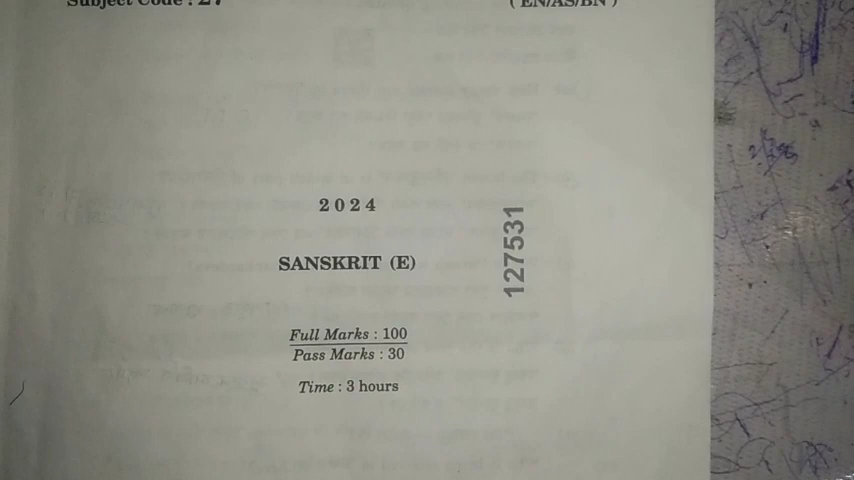 Subject Code : 27
( EN/AS/BN )
2024
127531
SANSKRIT (E)
Full Marks : 100
Pass Marks : 30
Time : 3 hours